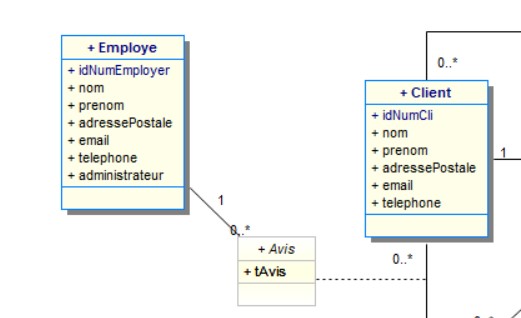 + Employe
+ idNumEmployer
+ nom
+ prenom
+ adressePostale
+ email
+ telephone
+ administrateur
1
0..*
+ Avis
+ tAvis
0..*
+ Client
+ idNumCli
+ nom
+ prenom
+ adressePostale
+ email
+ telephone
1
0..*